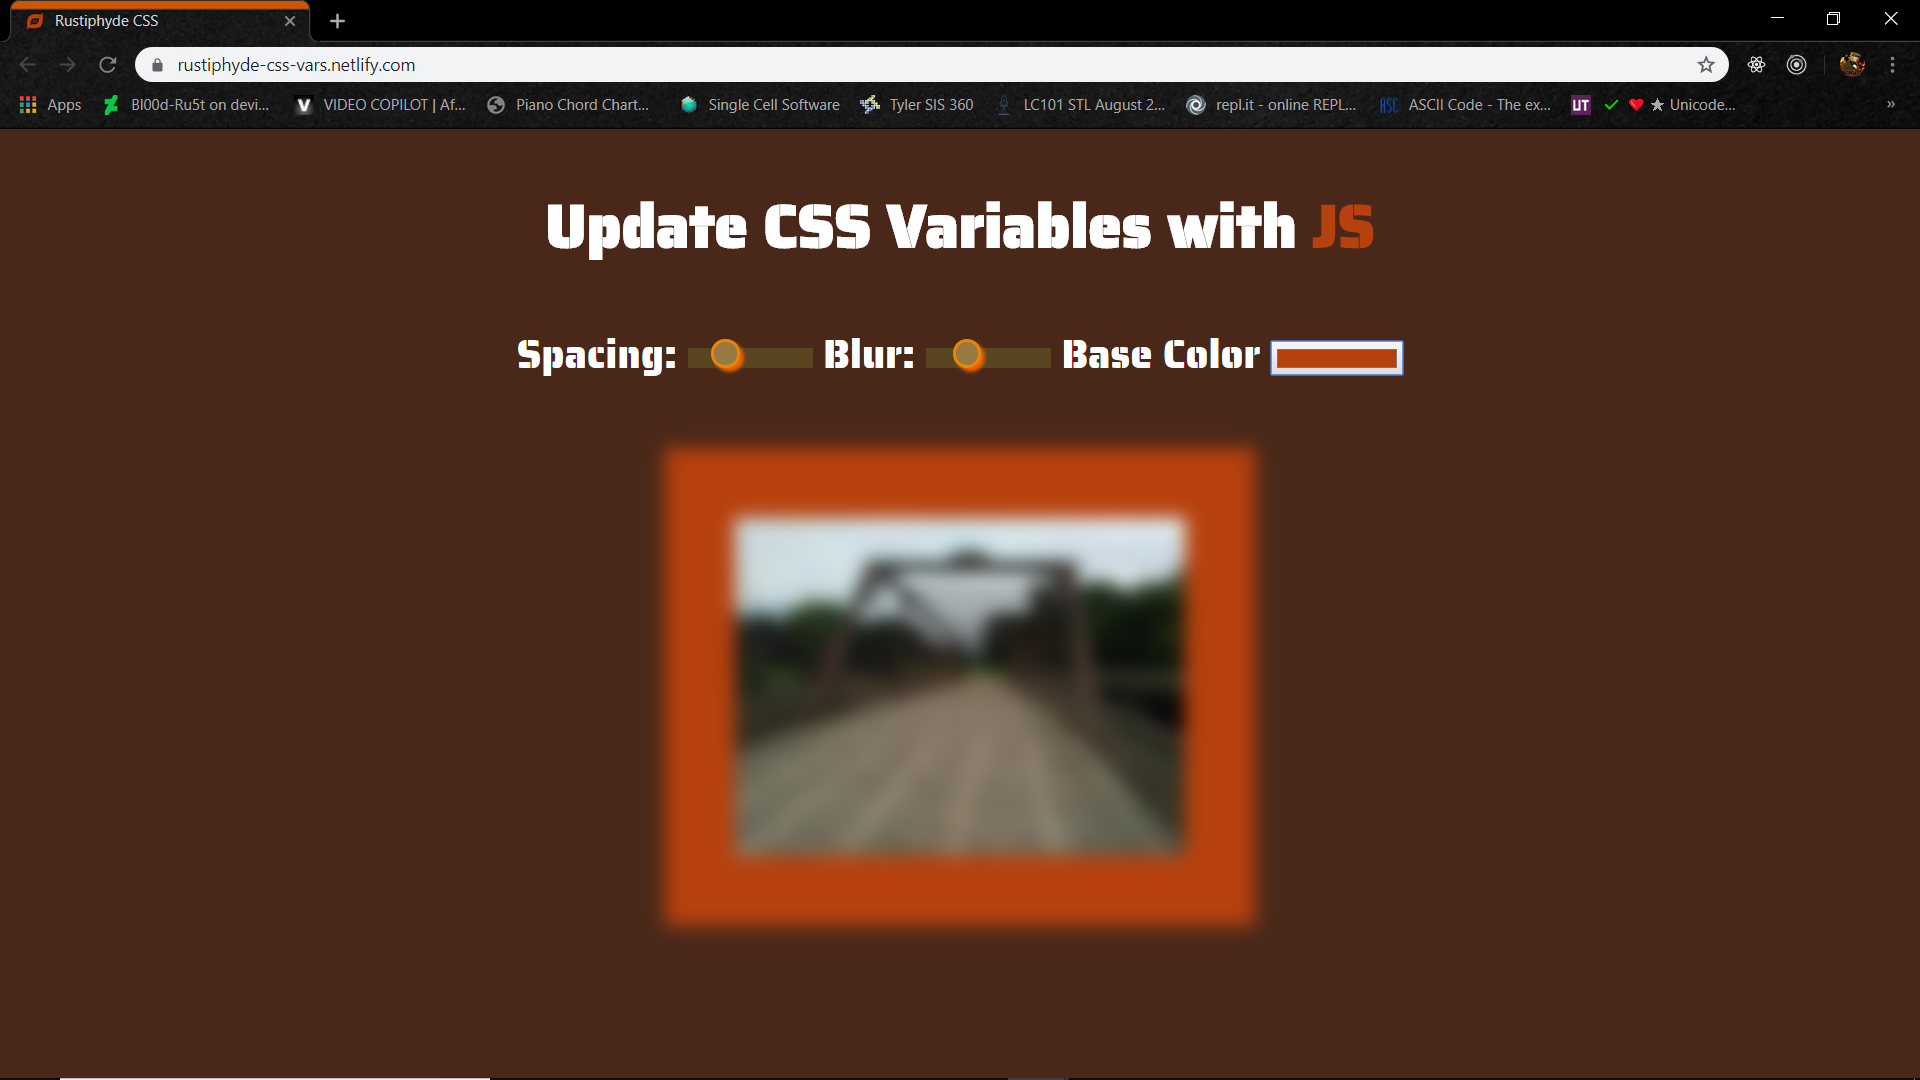 Rustiphyde CSS
rustiphyde-css-vars.netlify.com
Apps Bl00d-Ru5t on devi... V VIDEO COPILOT | Af... Piano Chord Chart... Single Cell Software Tyler SIS 360 LC101 STL August 2... repl.it - online REPL... ASC ASCII Code - The ex... UT ✓ ❤ ★ Unicode... »
Update CSS Variables with JS
Spacing: Blur: Base Color